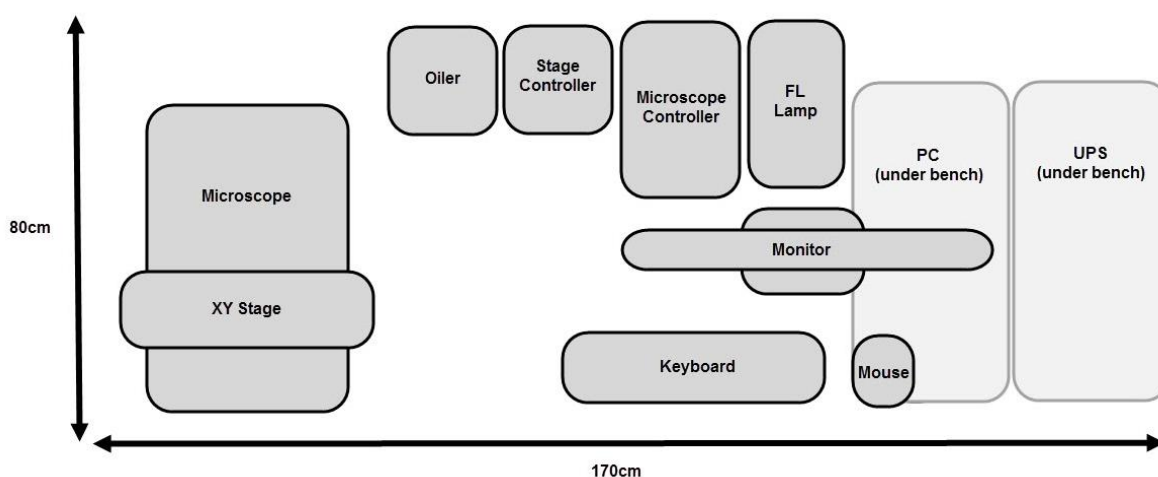 Oiler
Stage
Controller
Microscope
Controller
FL
Lamp
PC
(under bench)
UPS
(under bench)
Microscope
80cm
Monitor
XY Stage
Keyboard
Mouse
170cm